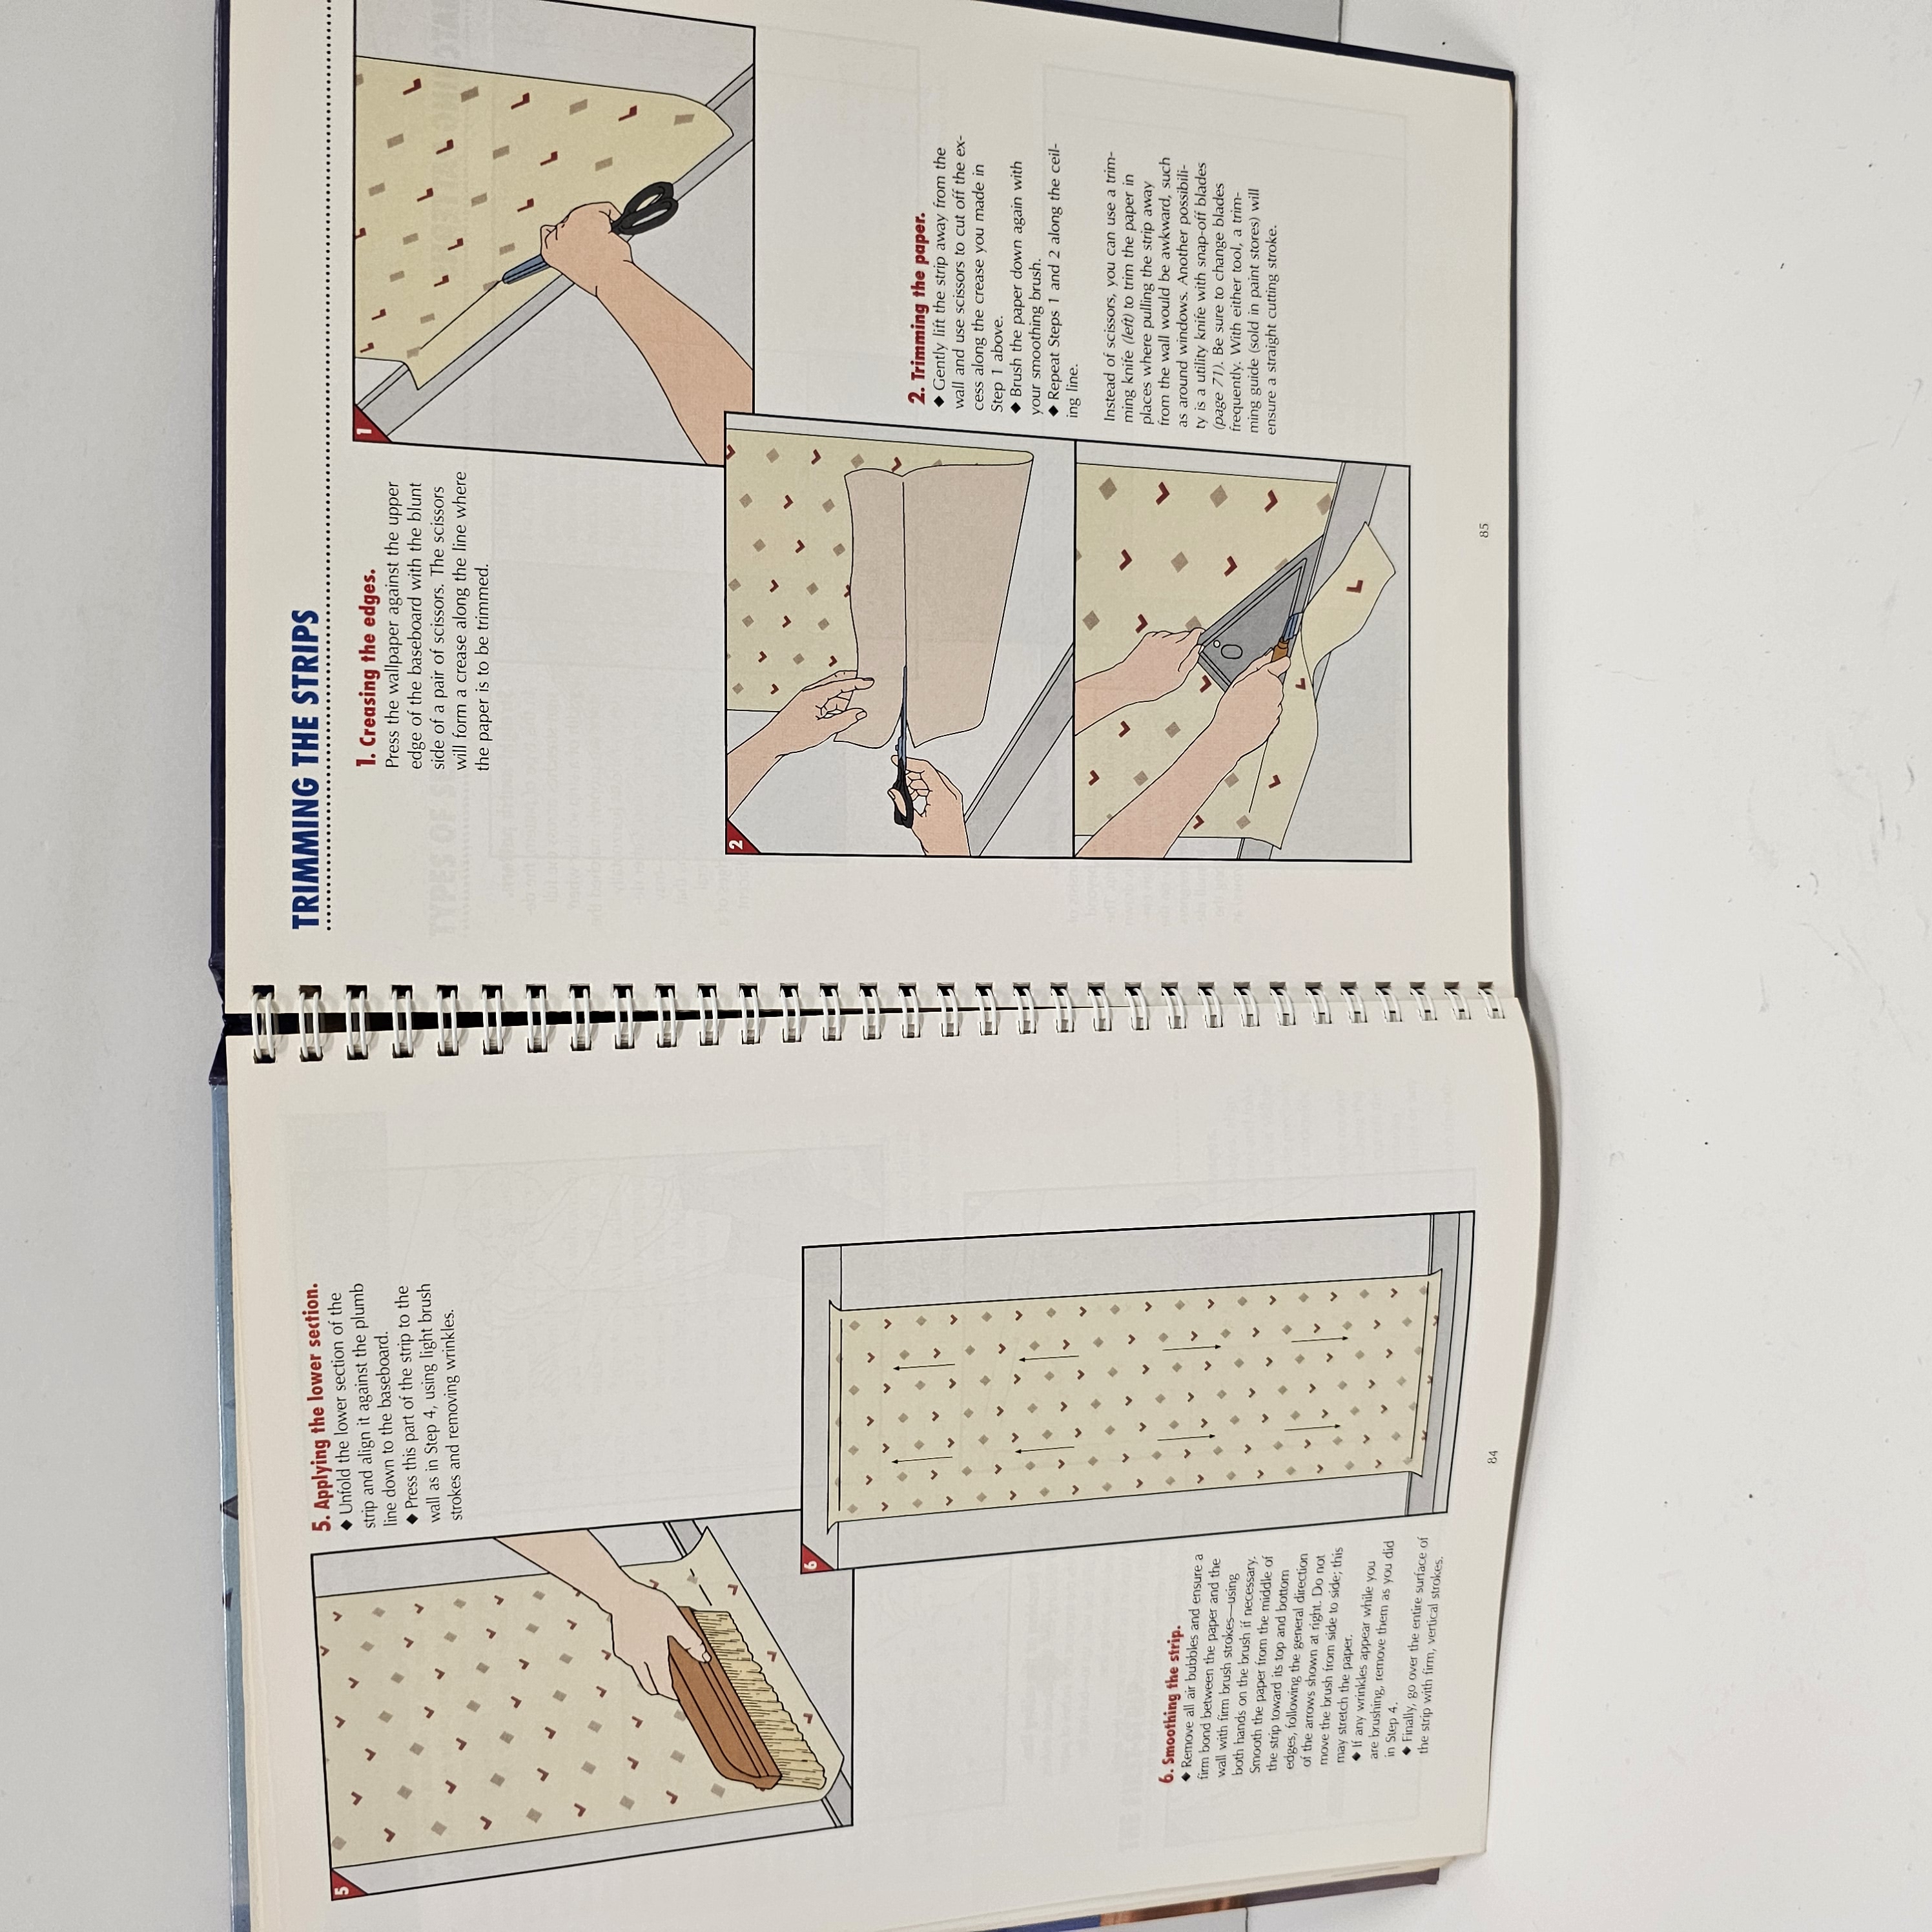 5
5. Applying the lower section.
◆ Unfold the lower section of the
strip and align it against the plumb
line down to the baseboard.
◆ Press this part of the strip to the
wall as in Step 4, using light brush
strokes and removing wrinkles.
6
6. Smoothing the strip.
◆ Remove all air bubbles and ensure a
firm bond between the paper and the
wall with firm brush strokes—using
both hands on the brush if necessary.
Smooth the paper from the middle of
the strip toward its top and bottom
edges, following the general direction
of the arrows shown at right. Do not
move the brush from side to side; this
may stretch the paper.
◆ If any wrinkles appear while you
are brushing, remove them as you did
in Step 4.
◆ Finally, go over the entire surface of
the strip with firm, vertical strokes.
84
TRIMMING THE STRIPS
1. Creasing the edges.
Press the wallpaper against the upper
edge of the baseboard with the blunt
side of a pair of scissors. The scissors
will form a crease along the line where
the paper is to be trimmed.
1
2
2. Trimming the paper.
◆ Gently lift the strip away from the
wall and use scissors to cut off the ex-
cess along the crease you made in
Step 1 above.
◆ Brush the paper down again with
your smoothing brush.
◆ Repeat Steps 1 and 2 along the ceil-
ing line.
Instead of scissors, you can use a trim-
ming knife (left) to trim the paper in
places where pulling the strip away
from the wall would be awkward, such
as around windows. Another possibili-
ty is a utility knife with snap-off blades
(page 71). Be sure to change blades
frequently. With either tool, a trim-
ming guide (sold in paint stores) will
ensure a straight cutting stroke.
85